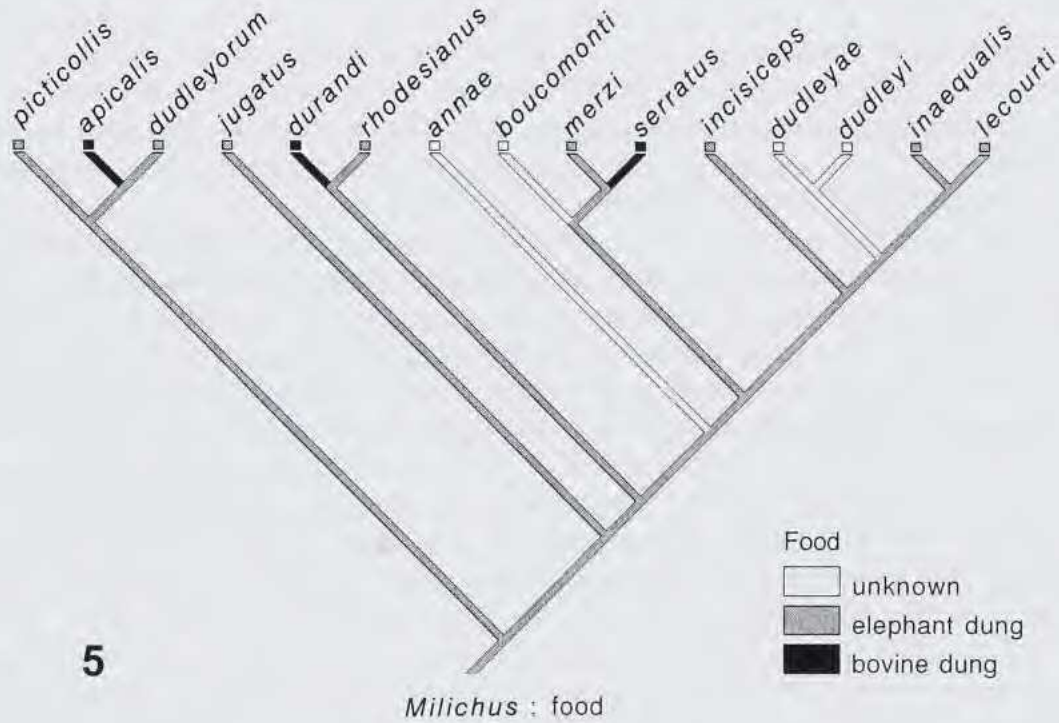 picticollis
apicalis
dudleyorum
jugatus
durandi
rhodesianus
annae
boucomonti
merzi
serratus
incisiceps
dudleyae
dudleyi
inaequalis
lecourti
Food
unknown
elephant dung
bovine dung
5
Milichus : food